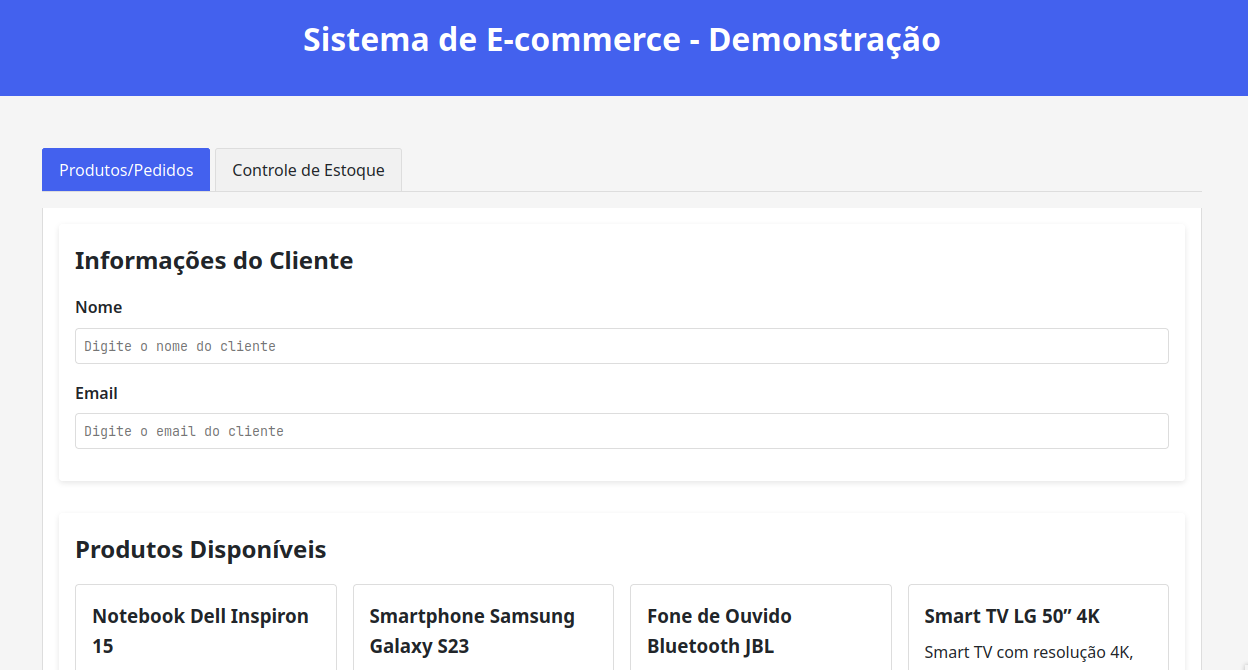 Sistema de E-commerce - Demonstração
Produtos/Pedidos
Controle de Estoque
Informações do Cliente
Nome
Digite o nome do cliente
Email
Digite o email do cliente
Produtos Disponíveis
Notebook Dell Inspiron
15
Smartphone Samsung
Galaxy S23
Fone de Ouvido
Bluetooth JBL
Smart TV LG 50” 4K
Smart TV com resolução 4K,